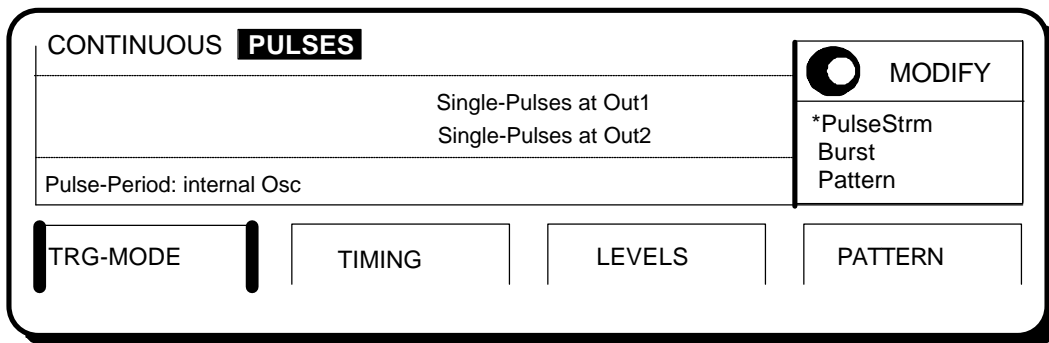 CONTINUOUS PULSES
Single-Pulses at Out1
Single-Pulses at Out2
Pulse-Period: internal Osc
MODIFY
*PulseStrm
Burst
Pattern
TRG-MODE
TIMING
LEVELS
PATTERN